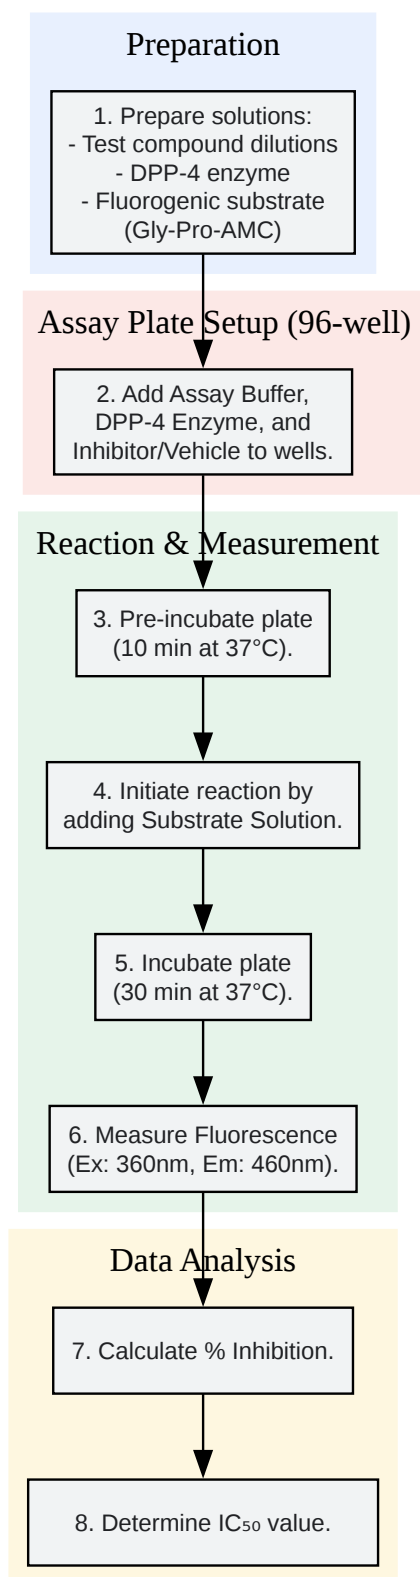 Preparation
1. Prepare solutions:
- Test compound dilutions
- DPP-4 enzyme
- Fluorogenic substrate
(Gly-Pro-AMC)
Assay Plate Setup (96-well)
2. Add Assay Buffer,
DPP-4 Enzyme, and
Inhibitor/Vehicle to wells.
Reaction & Measurement
3. Pre-incubate plate
(10 min at 37°C).
4. Initiate reaction by
adding Substrate Solution.
5. Incubate plate
(30 min at 37°C).
6. Measure Fluorescence
(Ex: 360nm, Em: 460nm).
Data Analysis
7. Calculate % Inhibition.
8. Determine IC₅₀ value.